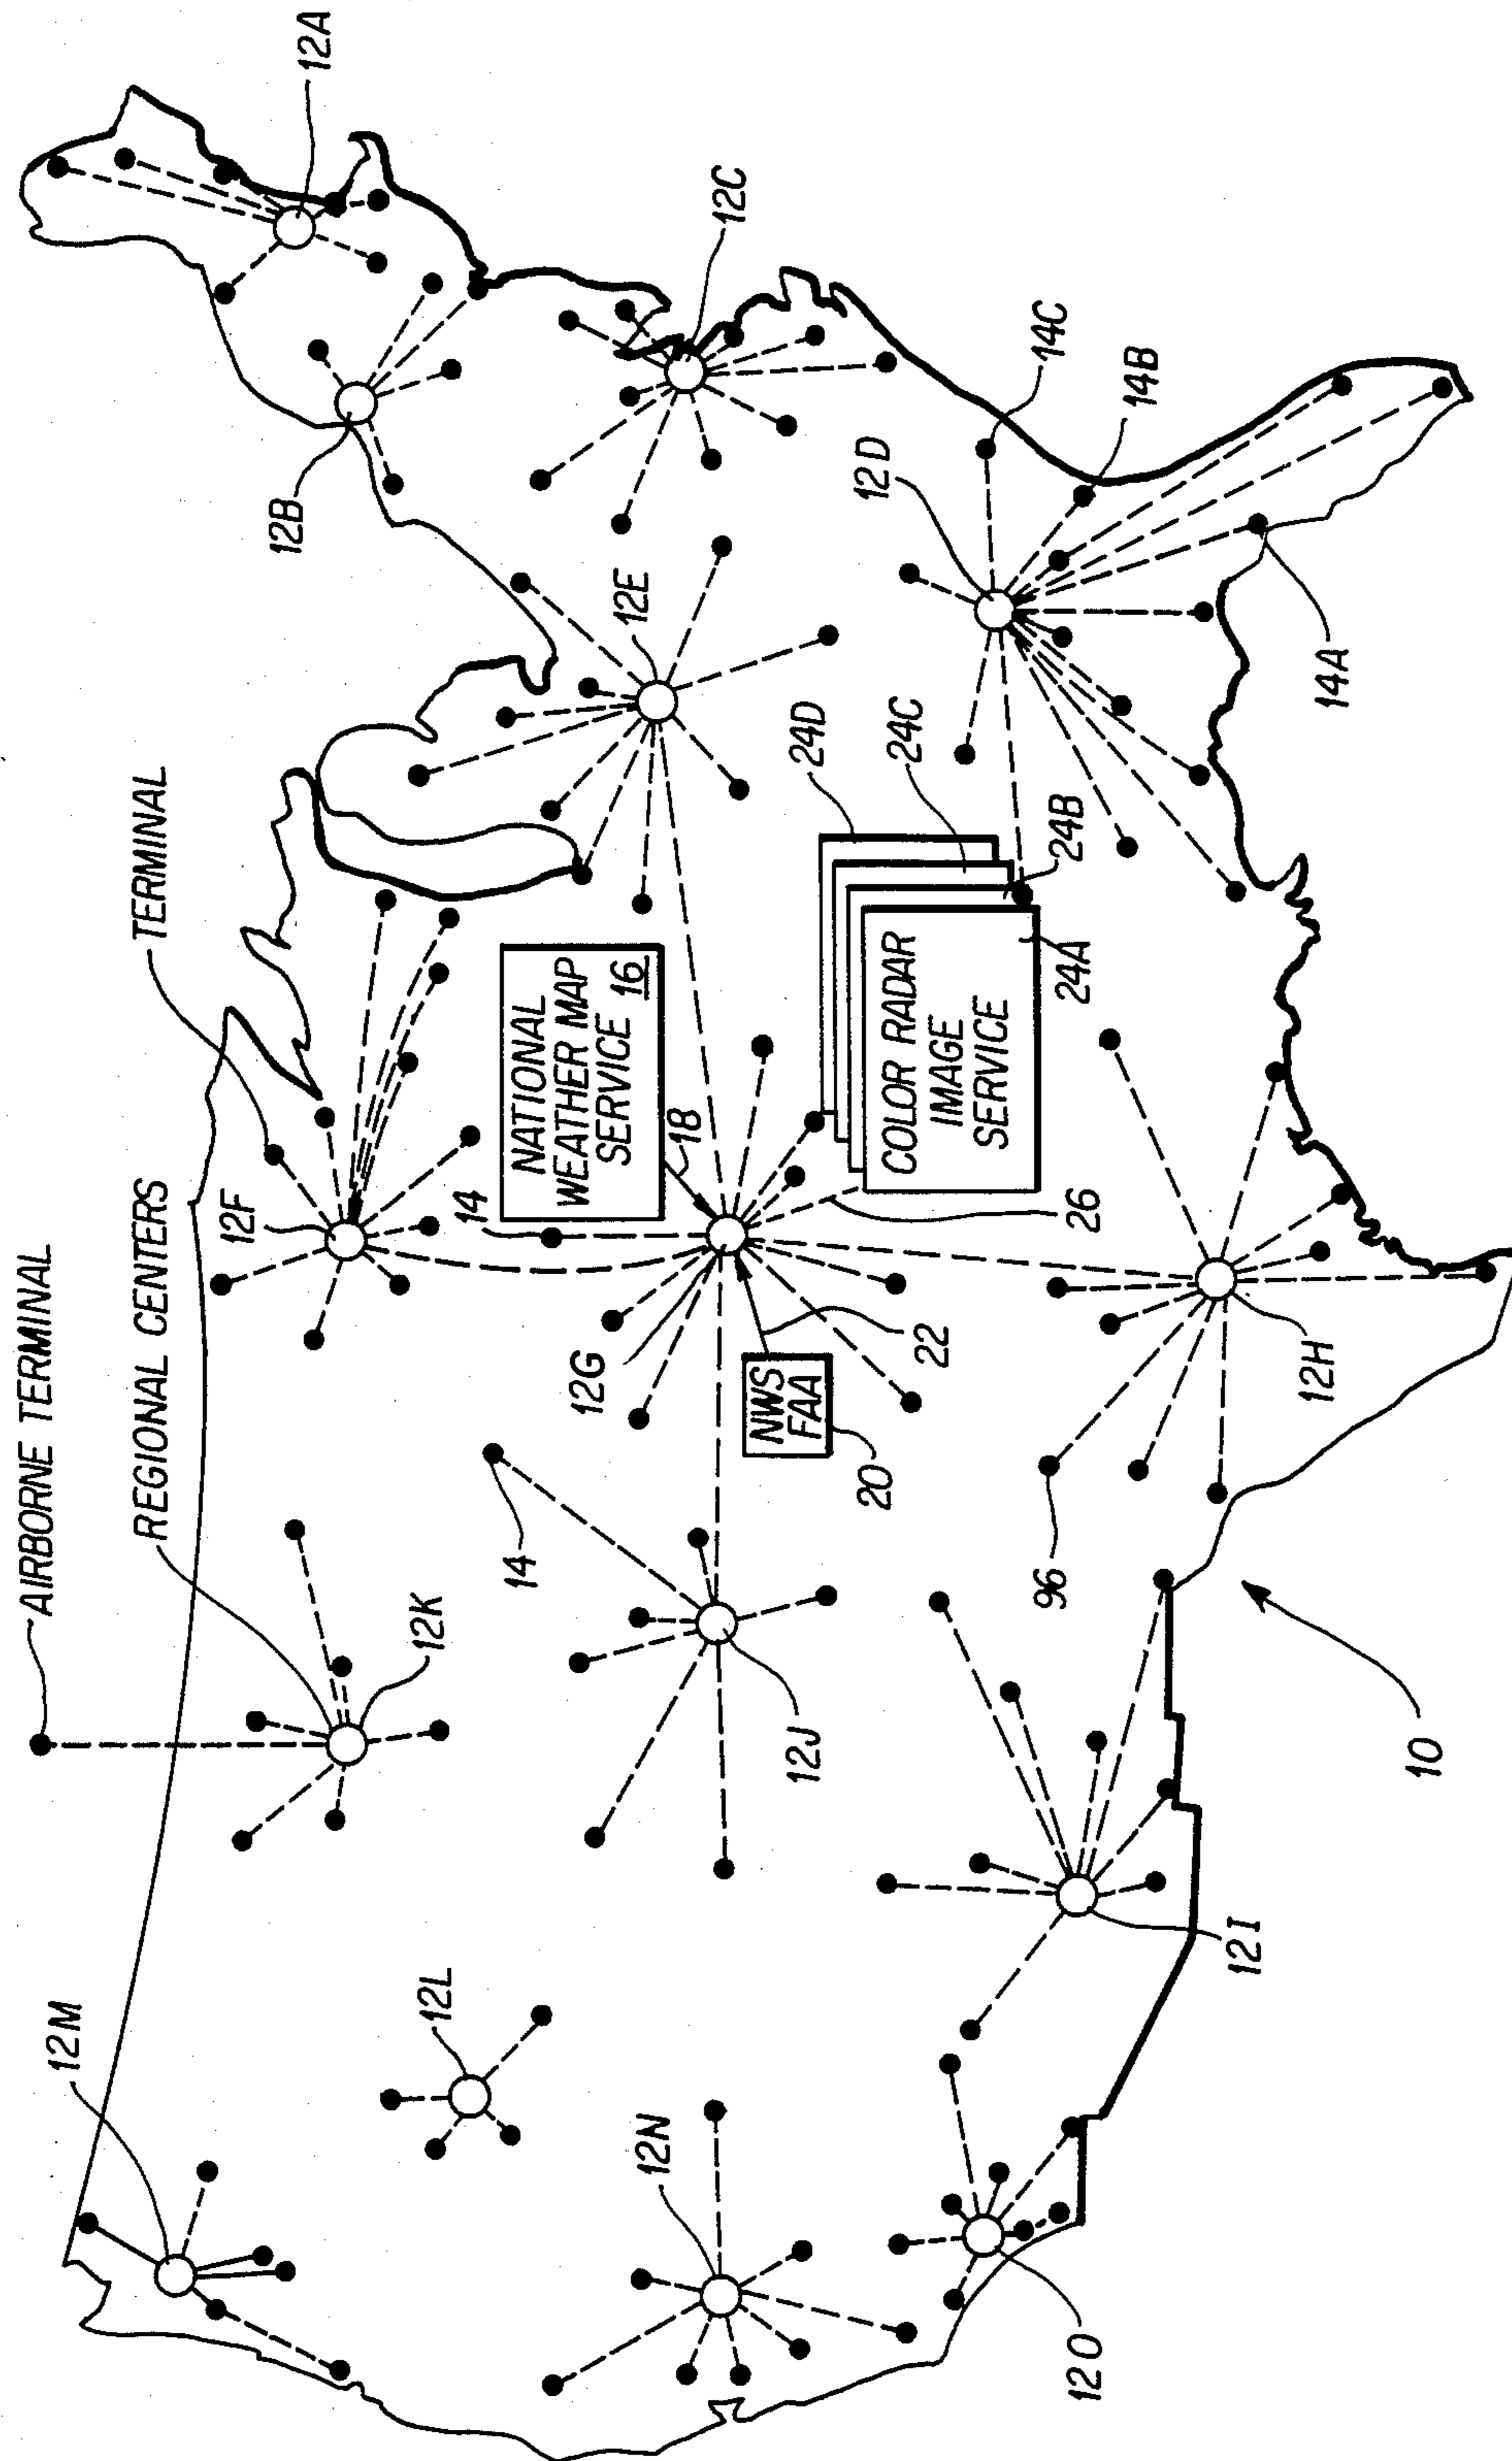 AIRBORNE TERMINAL
REGIONAL CENTERS
TERMINAL
12M
12L
12K
12F
12B
12A
14
14
NATIONAL
WEATHER MAP
SERVICE 16
18
12E
12C
12N
12J
12G
NWS
FAA
20
22
26
COLOR RADAR
IMAGE
SERVICE
24A
24B
24C
24D
12D
14C
14B
14A
12O
12I
96
12H
10